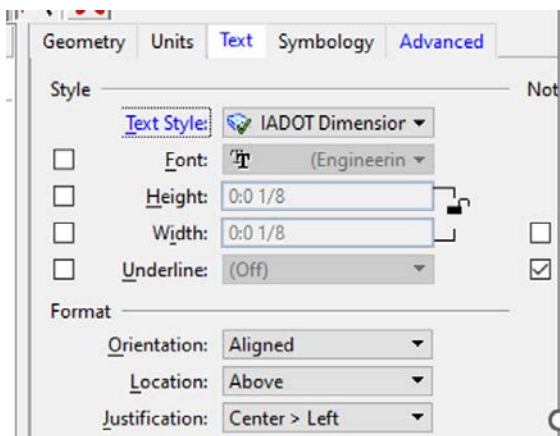 Geometry Units Text Symbology Advanced
Style Not
Text Style: IADOT Dimension
Font: (Engineerin
Height: 0:0 1/8
Width: 0:0 1/8
Underline: (Off)
Format
Orientation: Aligned
Location: Above
Justification: Center > Left